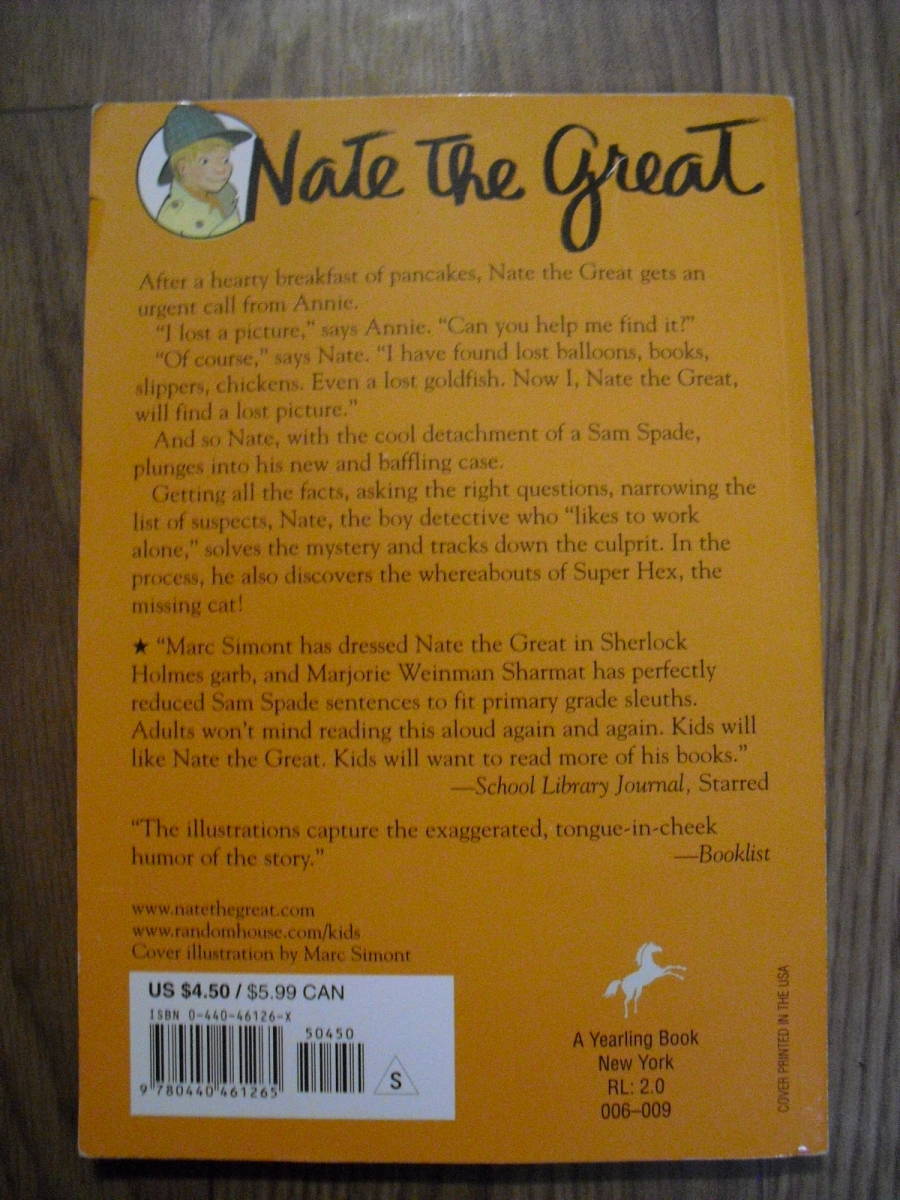 Nate the Great
After a hearty breakfast of pancakes, Nate the Great gets an
urgent call from Annie.
“I lost a picture,” says Annie. “Can you help me find it?”
“Of course,” says Nate. “I have found lost balloons, books,
slippers, chickens. Even a lost goldfish. Now I, Nate the Great,
will find a lost picture.”
And so Nate, with the cool detachment of a Sam Spade,
plunges into his new and baffling case.
Getting all the facts, asking the right questions, narrowing the
list of suspects, Nate, the boy detective who “likes to work
alone,” solves the mystery and tracks down the culprit. In the
process, he also discovers the whereabouts of Super Hex, the
missing cat!
★ “Marc Simont has dressed Nate the Great in Sherlock
Holmes garb, and Marjorie Weinman Sharmat has perfectly
reduced Sam Spade sentences to fit primary grade sleuths.
Adults won’t mind reading this aloud again and again. Kids will
like Nate the Great. Kids will want to read more of his books.”
—School Library Journal, Starred
“The illustrations capture the exaggerated, tongue-in-cheek
humor of the story.” —Booklist
www.natethegreat.com
www.randomhouse.com/kids
Cover illustration by Marc Simont
US $4.50 / $5.99 CAN
ISBN 0-440-46126-X
50450
9 780440 461265
S
A Yearling Book
New York
RL: 2.0
006–009
COVER PRINTED IN THE USA